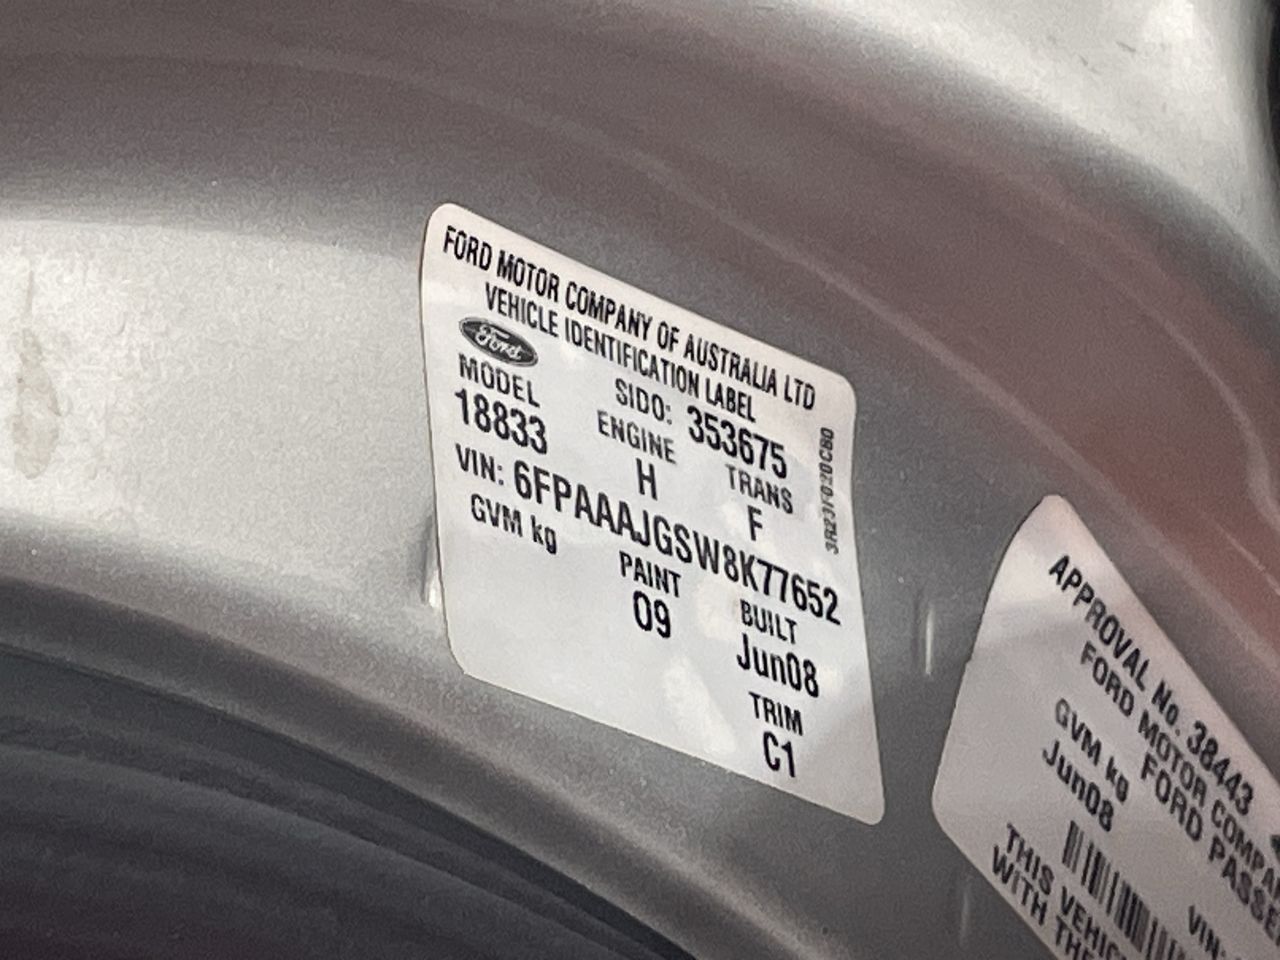 FORD MOTOR COMPANY OF AUSTRALIA LTD
VEHICLE IDENTIFICATION LABEL
Ford
SIDO: 353675
MODEL ENGINE TRANS
18833 H F
VIN: 6FPAAAJGSW8K77652
GVM kg PAINT BUILT
09 Jun08
TRIM
C1
APPROVAL No. 38443
FORD MOTOR COMPA
FORD PASSE
GVM kg
Jun08
VIN:
THIS VEHIC
WITH THE